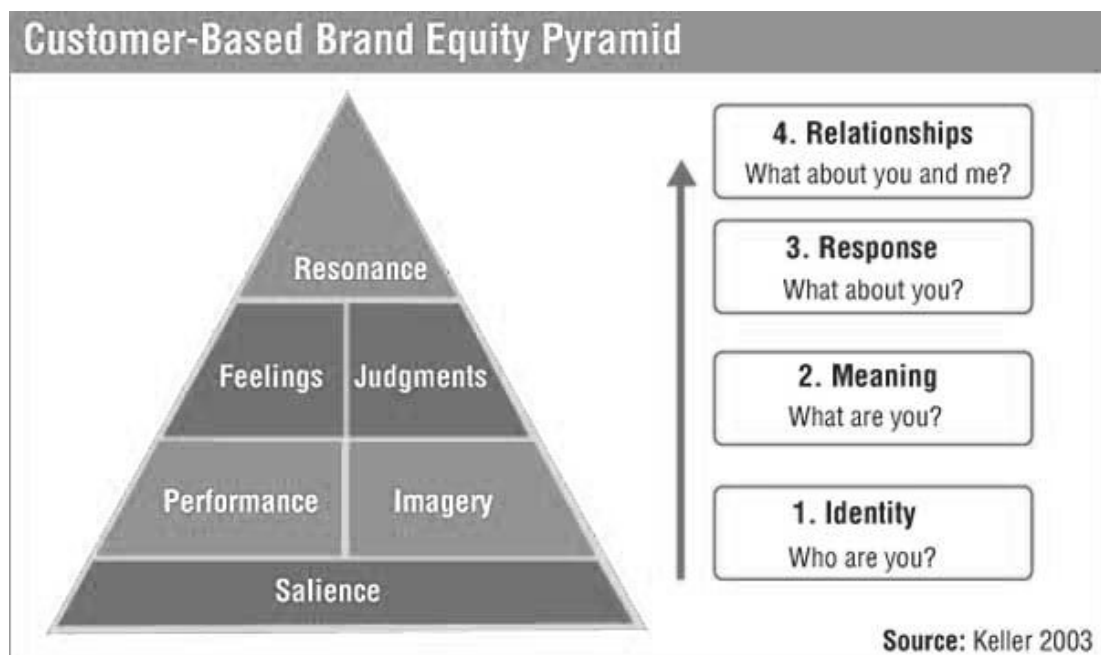 Customer-Based Brand Equity Pyramid
Resonance
Feelings
Judgments
Performance
Imagery
Salience
4. Relationships
What about you and me?
3. Response
What about you?
2. Meaning
What are you?
1. Identity
Who are you?
Source: Keller 2003